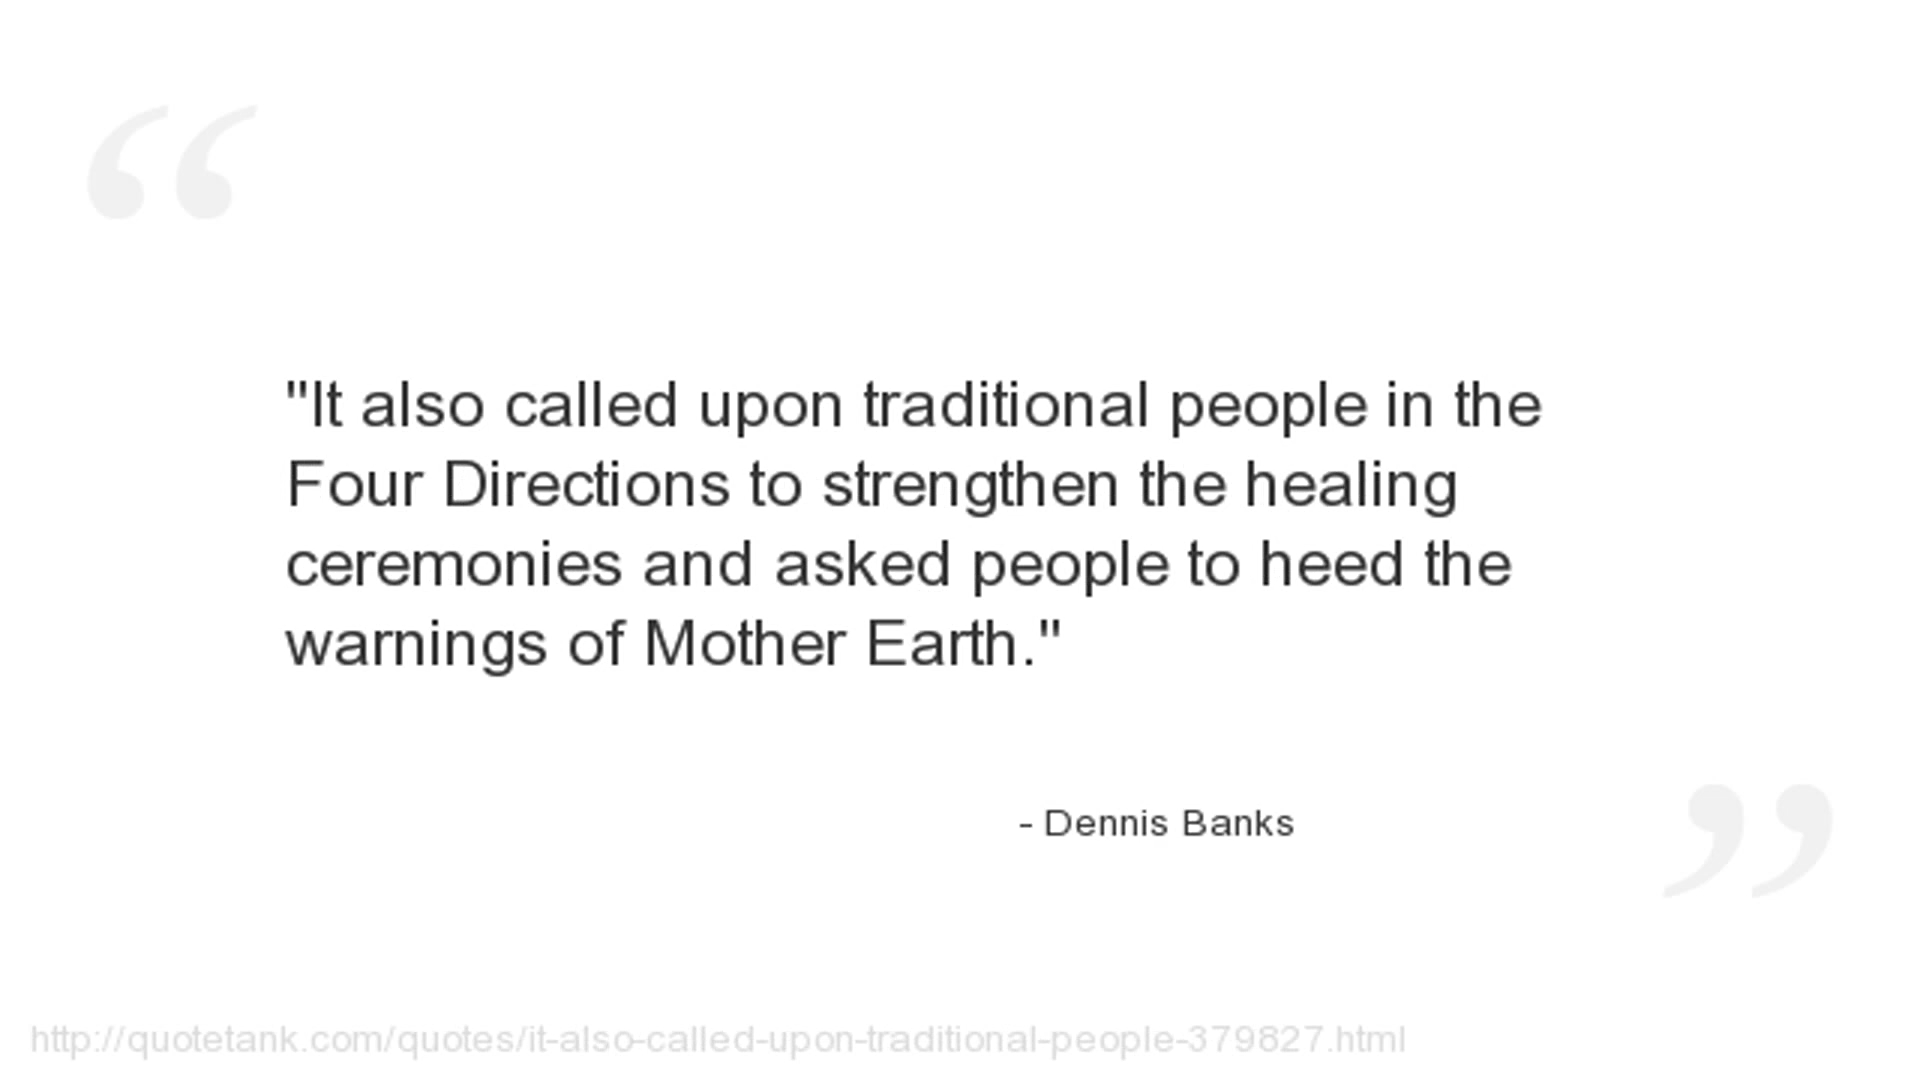 "It also called upon traditional people in the
Four Directions to strengthen the healing
ceremonies and asked people to heed the
warnings of Mother Earth."
- Dennis Banks
http://quotetank.com/quotes/it-also-called-upon-traditional-people-379827.html